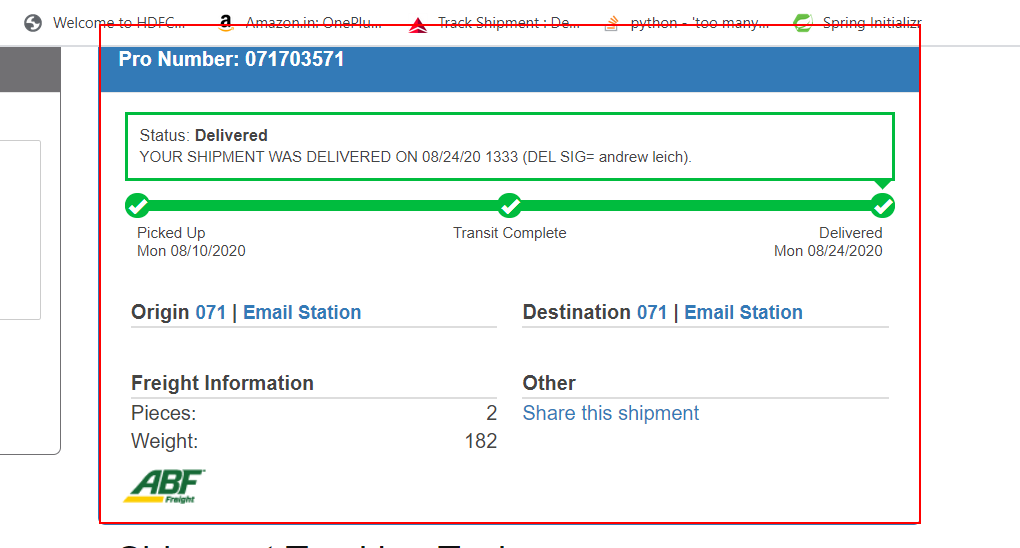 Welcome to HDFC...
Amazon.in: OnePlu...
Track Shipment : De...
python - 'too many...
Spring Initializr
Pro Number: 071703571
Status: Delivered
YOUR SHIPMENT WAS DELIVERED ON 08/24/20 1333 (DEL SIG= andrew leich).
Picked Up
Mon 08/10/2020
Transit Complete
Delivered
Mon 08/24/2020
Origin 071 | Email Station
Destination 071 | Email Station
Freight Information
Pieces: 2
Weight: 182
Other
Share this shipment
ABF
Freight